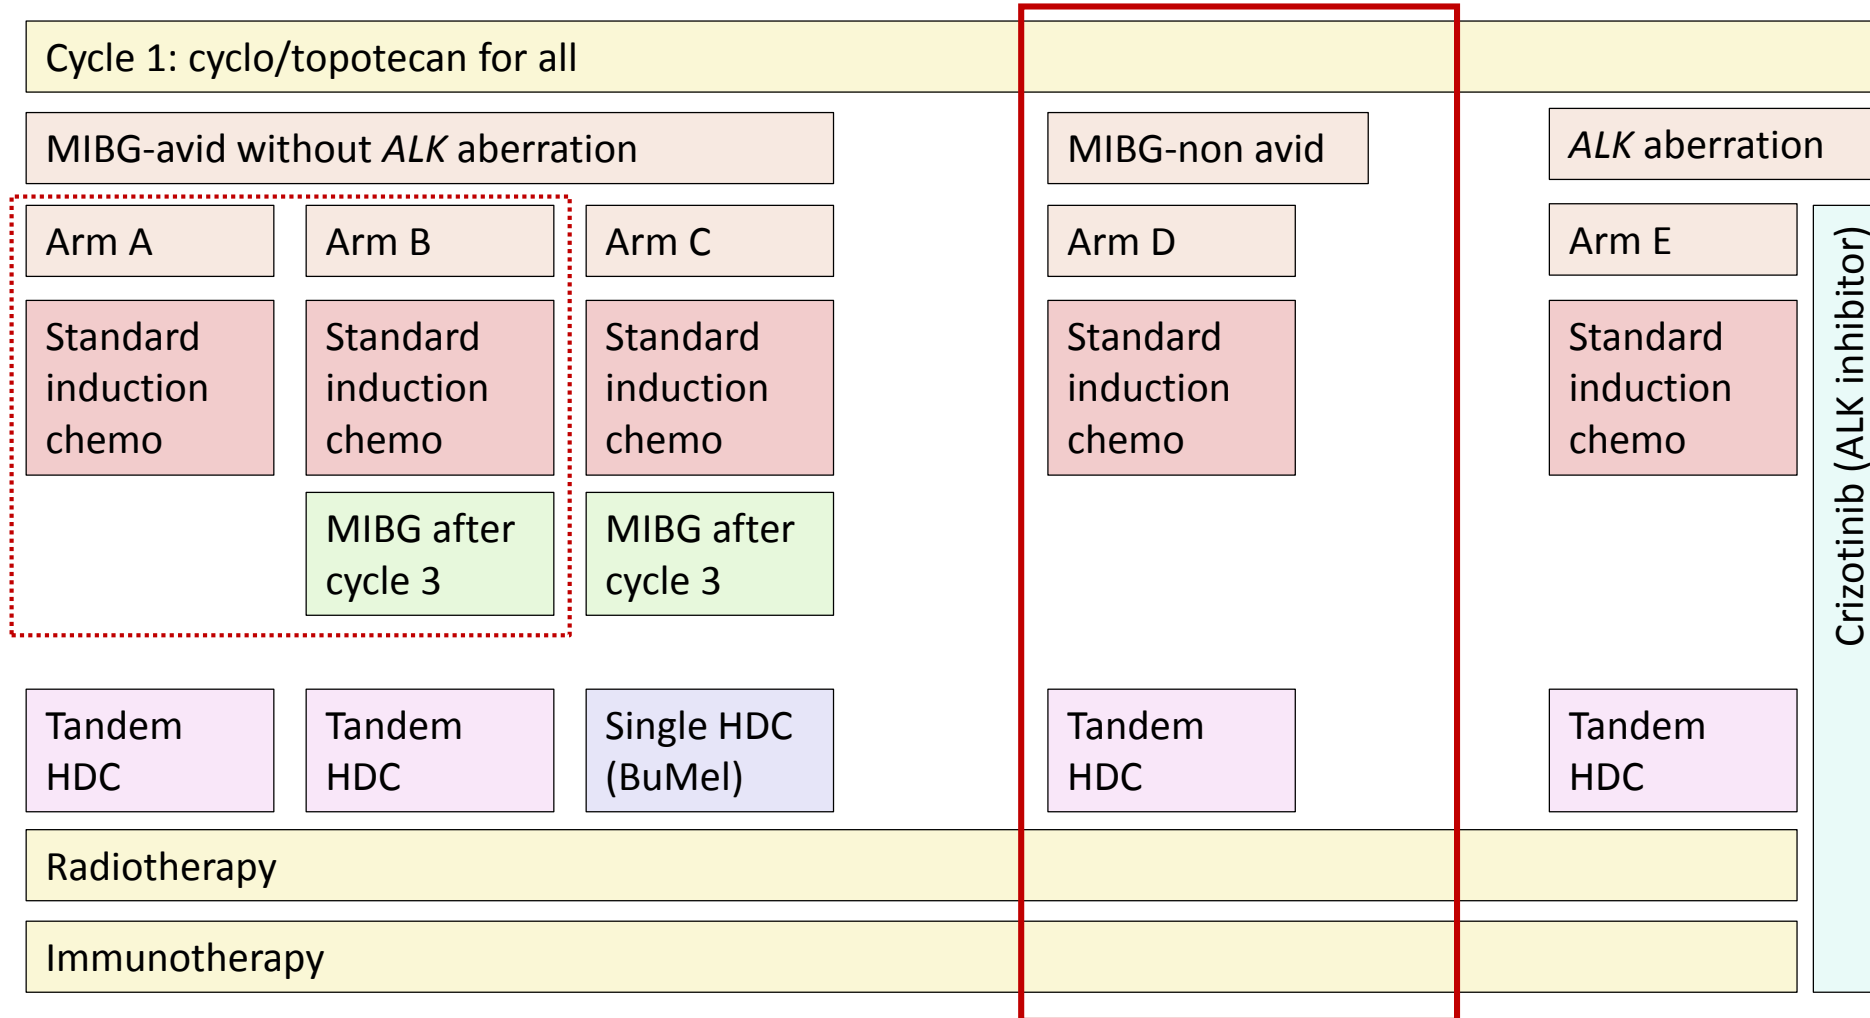 Cycle 1: cyclo/topotecan for all
MIBG-avid without ALK aberration
MIBG-non avid
ALK aberration
Arm A
Arm B
Arm C
Arm D
Arm E
Standard
induction
chemo
Standard
induction
chemo
Standard
induction
chemo
Standard
induction
chemo
Standard
induction
chemo
MIBG after
cycle 3
MIBG after
cycle 3
Tandem
HDC
Tandem
HDC
Single HDC
(BuMel)
Tandem
HDC
Tandem
HDC
Crizotinib (ALK inhibitor)
Radiotherapy
Immunotherapy